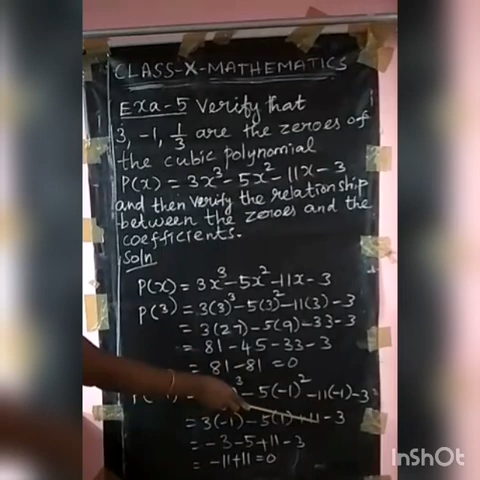 CLASS-X-MATHEMATICS
Exa-5 Verify that
3, -1, 1/3 are the zeroes of
the cubic polynomial
P(x) = 3x³ - 5x² - 11x - 3
and then verify the relationship
between the zeroes and the
coefficients.
Soln
P(x) = 3x³ - 5x² - 11x - 3
P(3) = 3(3)³ - 5(3)² - 11(3) - 3
= 3(27) - 5(9) - 33 - 3
= 81 - 45 - 33 - 3
= 81 - 81 = 0
³ - 5(-1)² - 11(-1) - 3
= 3(-1) - 5(1) + 11 - 3
= -3 - 5 + 11 - 3
= -11 + 11 = 0
InShOt